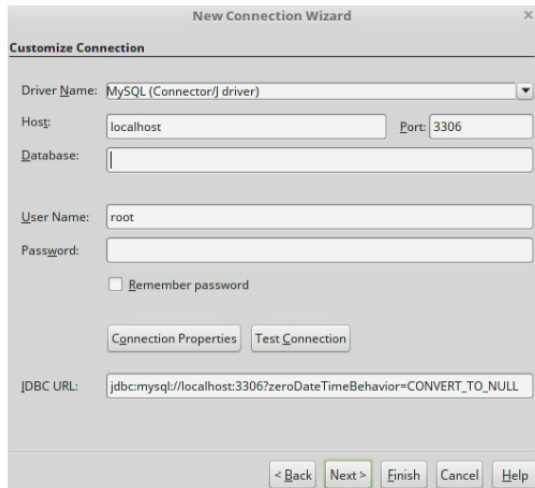 New Connection Wizard
Customize Connection
Driver Name: MySQL (Connector/J driver)
Host: localhost Port: 3306
Database:
User Name: root
Password:
Remember password
Connection Properties Test Connection
JDBC URL: jdbc:mysql://localhost:3306?zeroDateTimeBehavior=CONVERT_TO_NULL
< Back Next > Finish Cancel Help